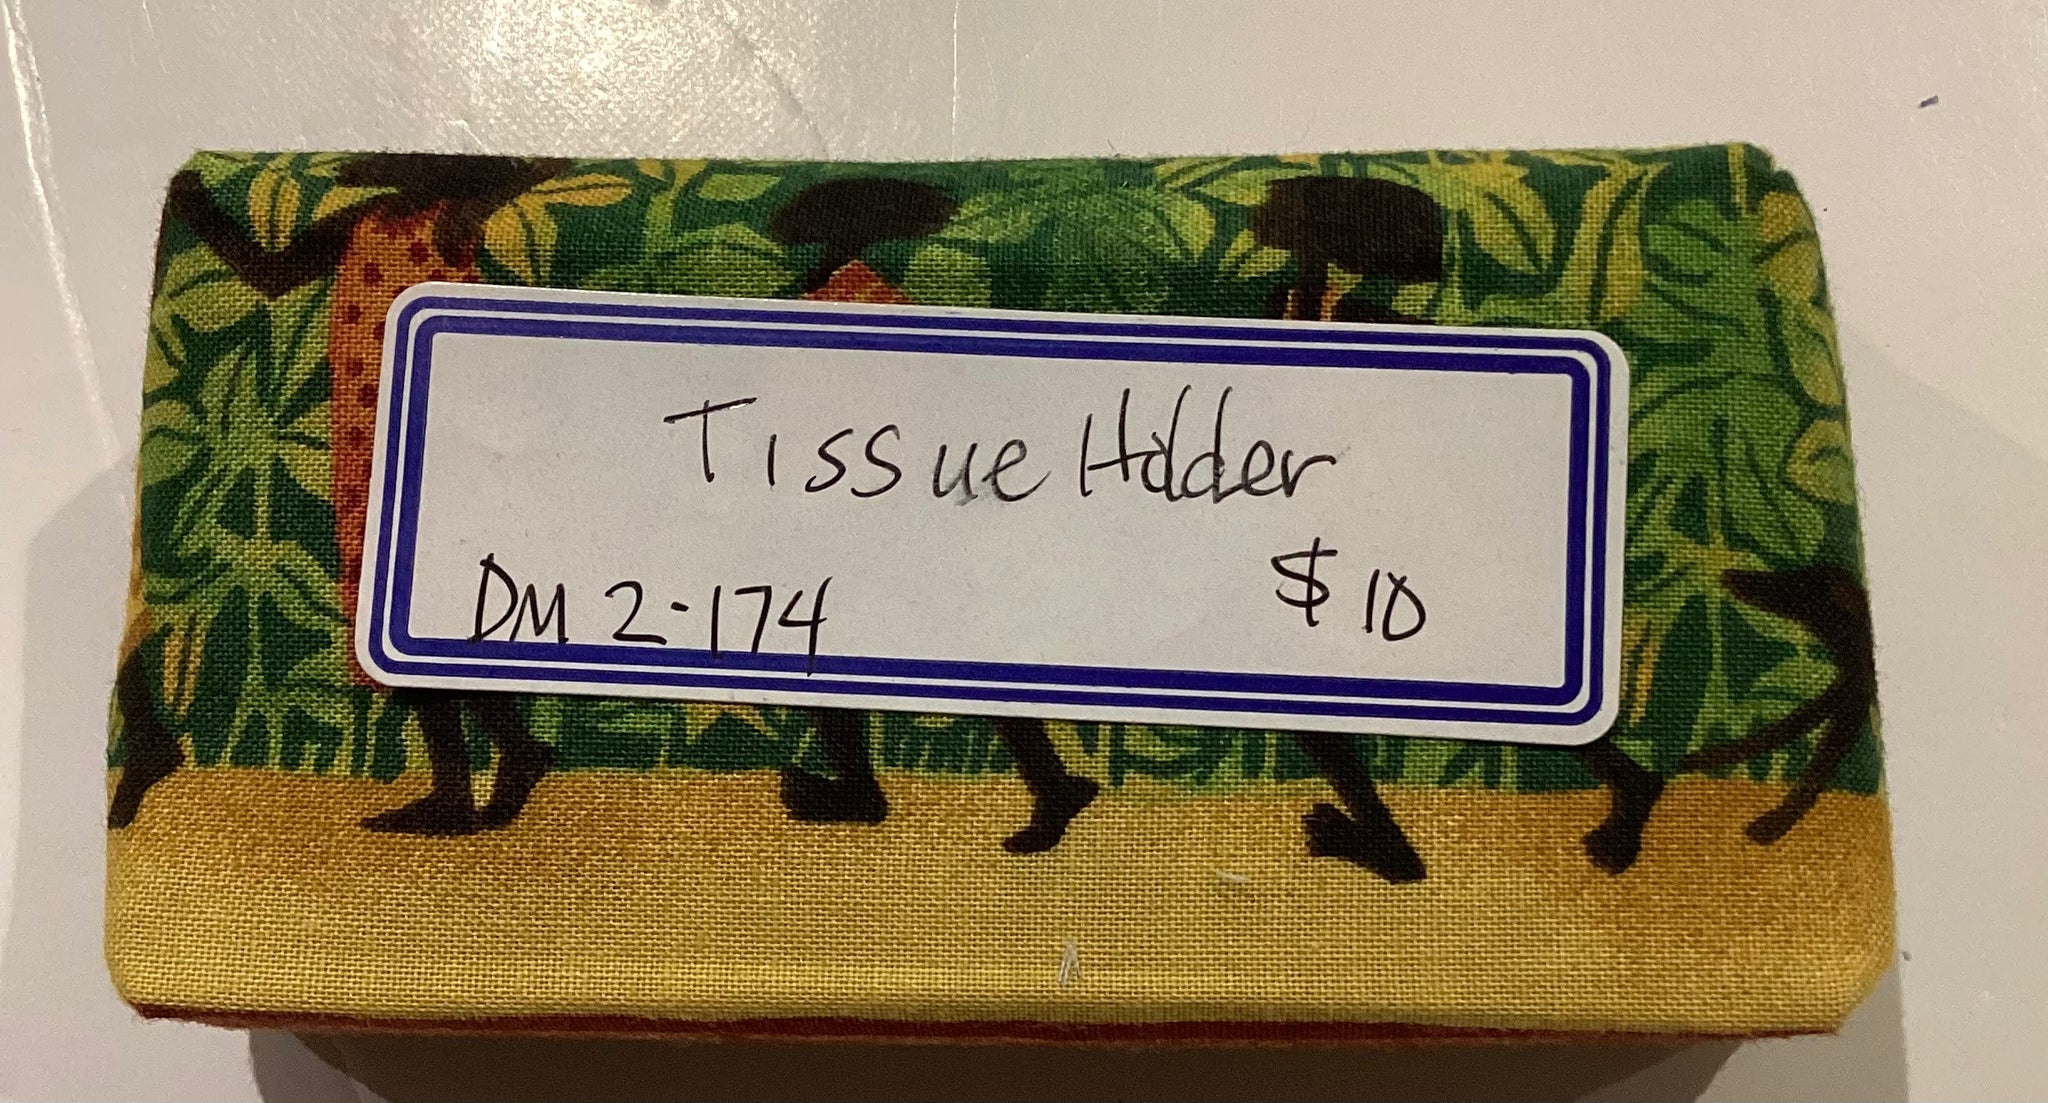 Tissue Holder
DM 2-174 $10